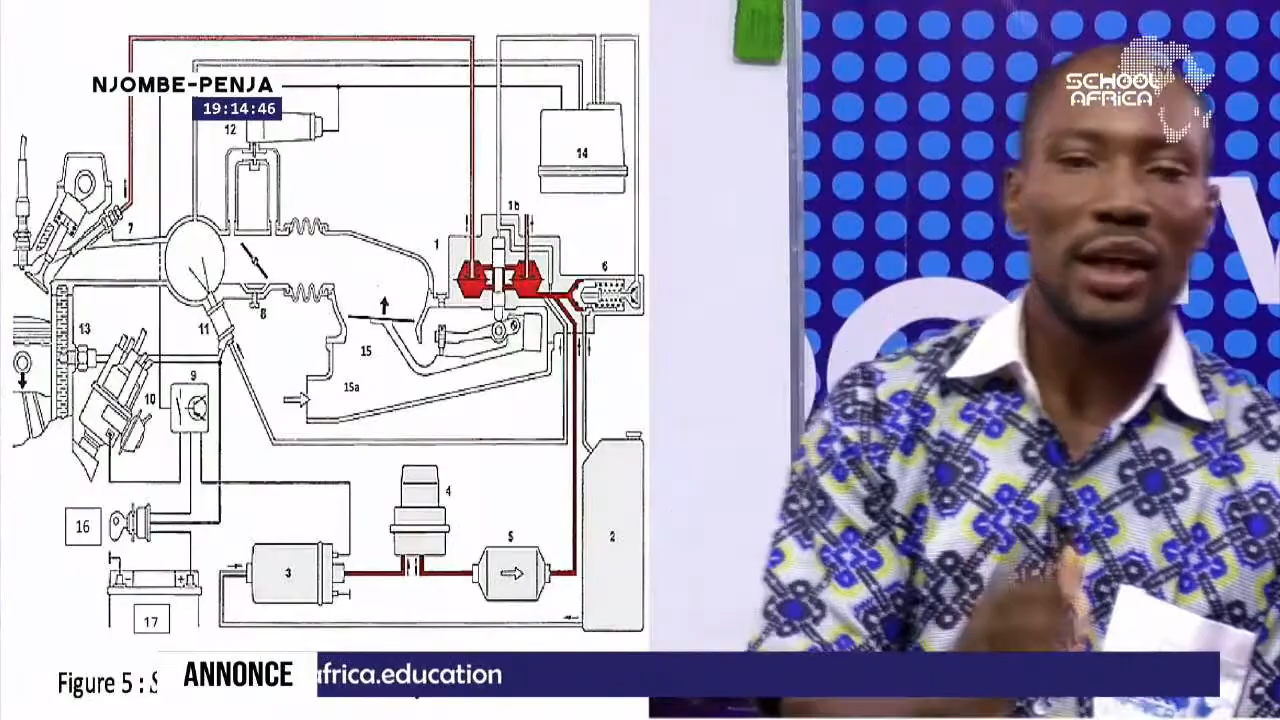 NJOMBE-PENJA
19:14:46
SCHOOL
AFRICA
12
14
1b
7
1
6
8
11
13
15
15a
9
10
4
16
5
3
2
17
Figure 5 :
ANNONCE
africa.education